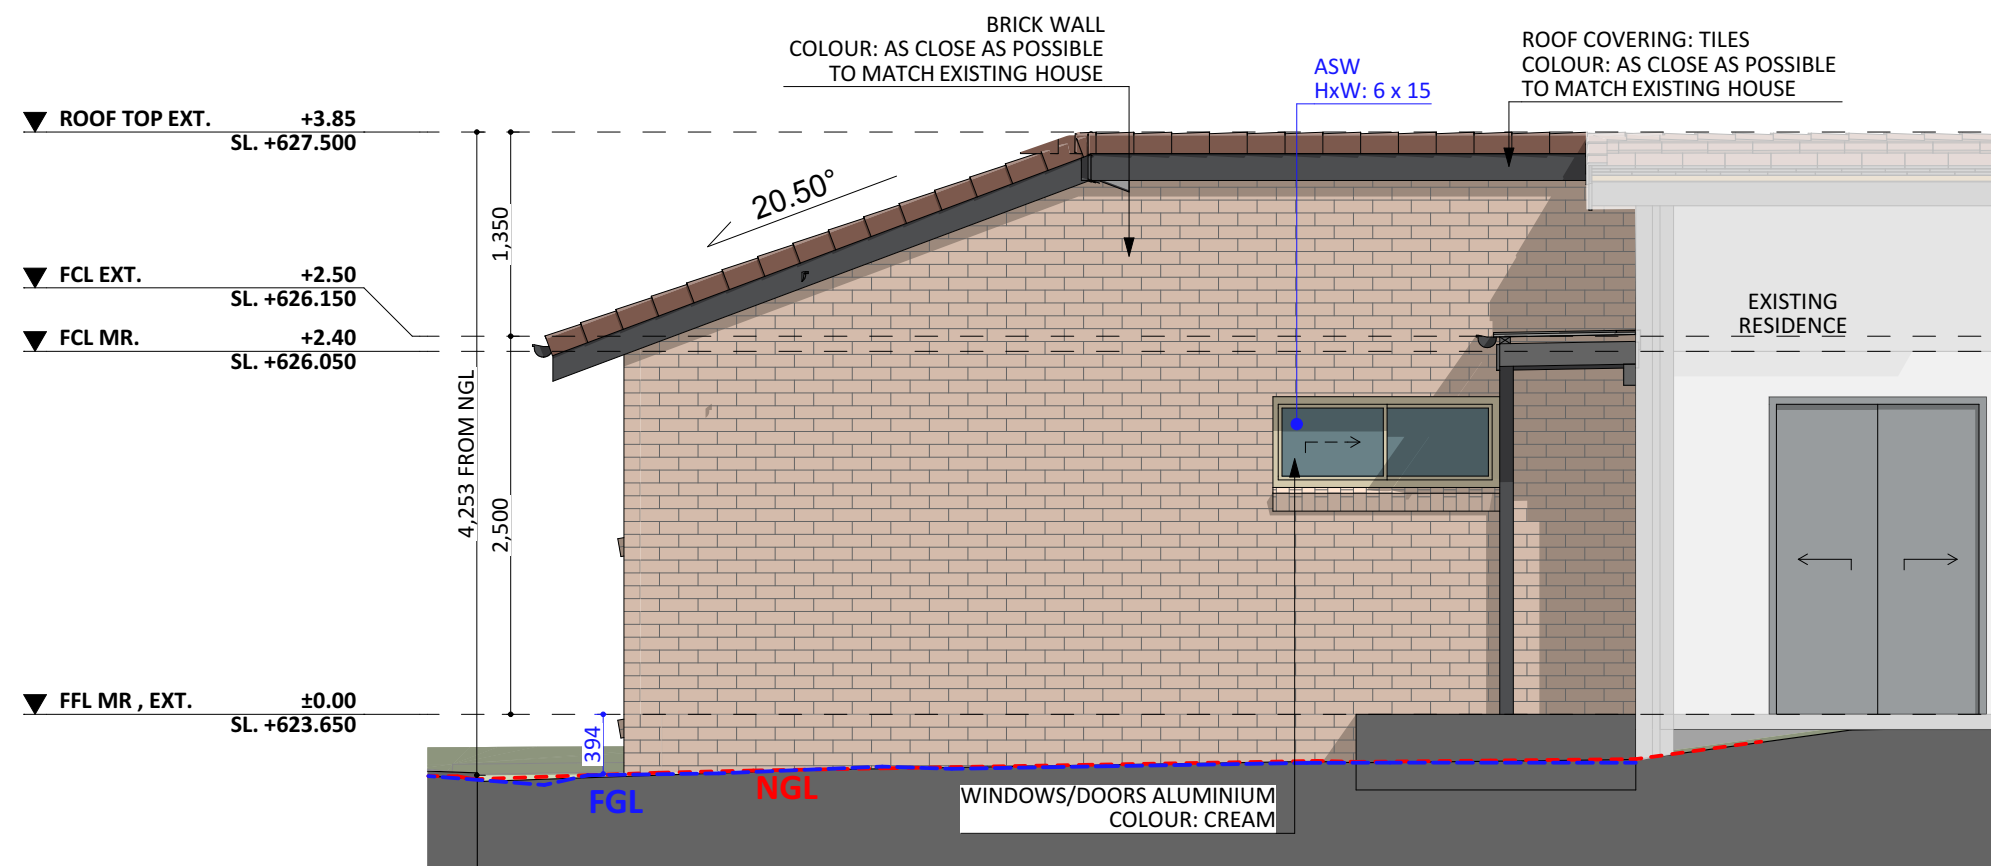 BRICK WALL
COLOUR: AS CLOSE AS POSSIBLE
TO MATCH EXISTING HOUSE
ASW
HxW: 6 x 15
ROOF COVERING: TILES
COLOUR: AS CLOSE AS POSSIBLE
TO MATCH EXISTING HOUSE
ROOF TOP EXT. +3.85
SL. +627.500
20.50°
1,350
FCL EXT. +2.50
SL. +626.150
EXISTING
RESIDENCE
FCL MR. +2.40
SL. +626.050
4,253 FROM NGL
2,500
FFL MR , EXT. ±0.00
SL. +623.650
394
FGL
NGL
WINDOWS/DOORS ALUMINIUM
COLOUR: CREAM